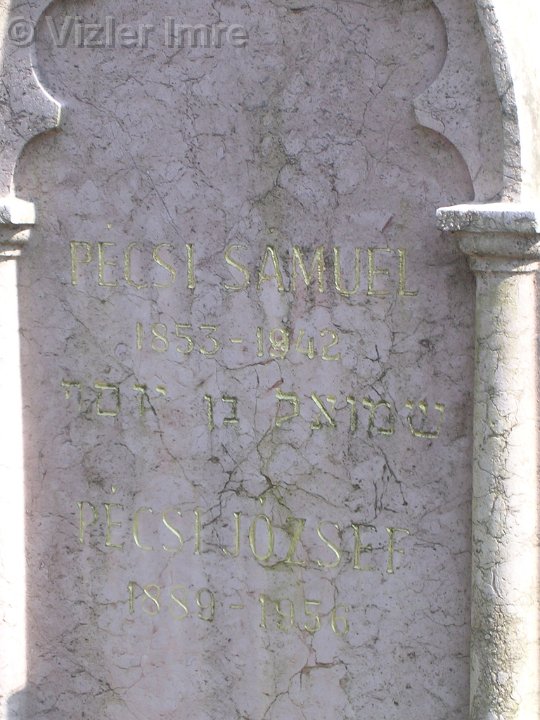 © Vizler Imre
PÉCSI SÁMUEL
1853 - 1942
שמואל בן יוסף
PÉCSI JÓZSEF
1889 - 1956